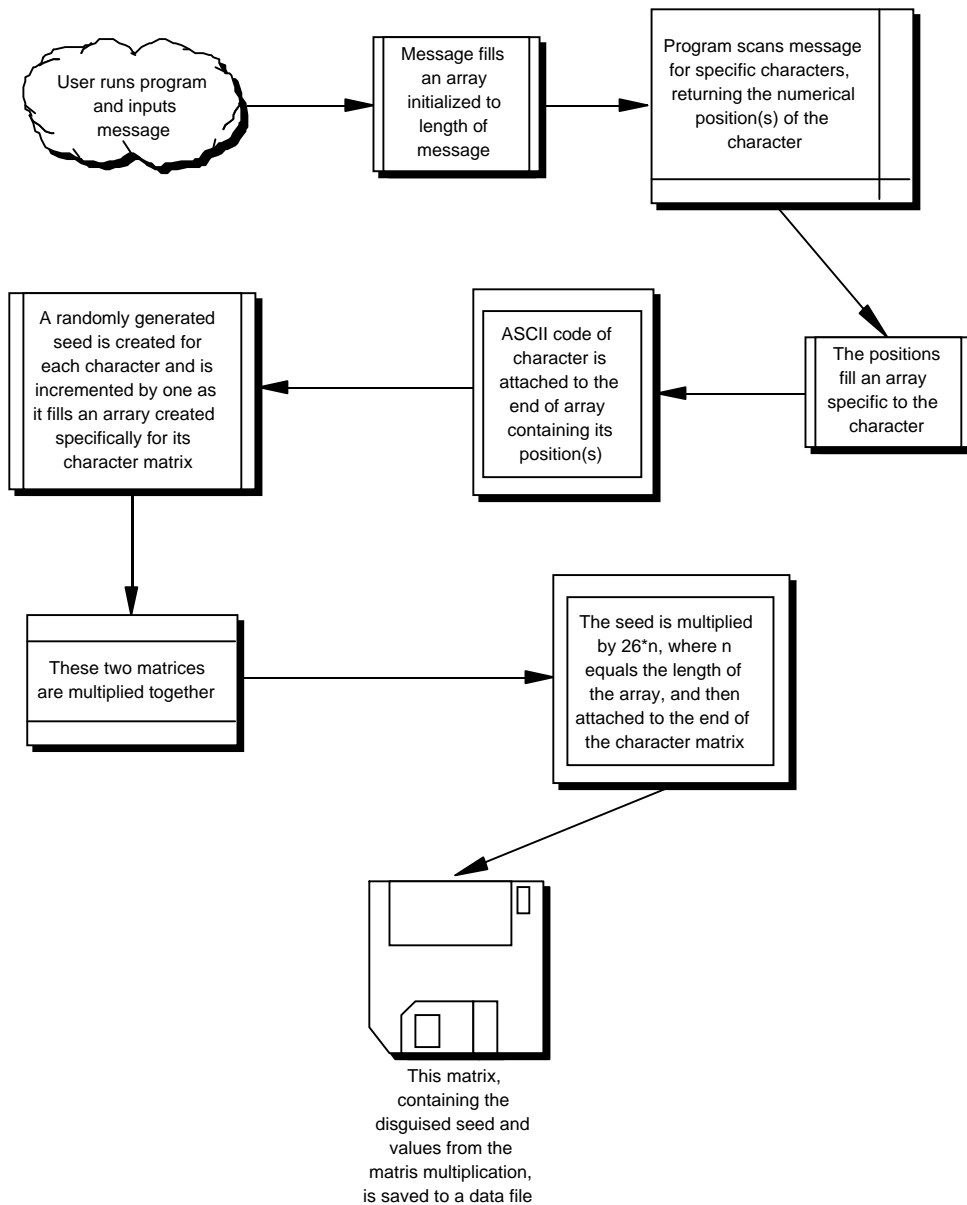 User runs program
and inputs
message
Message fills
an array
initialized to
length of
message
Program scans message
for specific characters,
returning the numerical
position(s) of the
character
The positions
fill an array
specific to the
character
ASCII code of
character is
attached to the
end of array
containing its
position(s)
A randomly generated
seed is created for
each character and is
incremented by one as
it fills an arrary created
specifically for its
character matrix
These two matrices
are multiplied together
The seed is multiplied
by 26*n, where n
equals the length of
the array, and then
attached to the end of
the character matrix
This matrix,
containing the
disguised seed and
values from the
matris multiplication,
is saved to a data file